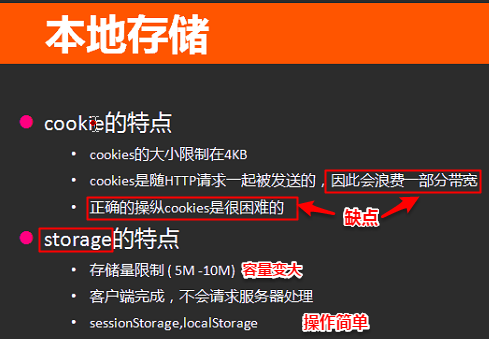 本地存储
cookie的特点
cookies的大小限制在4KB
cookies是随HTTP请求一起被发送的，因此会浪费一部分带宽
正确的操纵cookies是很困难的
缺点
storage的特点
存储量限制 ( 5M -10M) 容量变大
客户端完成，不会请求服务器处理
sessionStorage,localStorage 操作简单